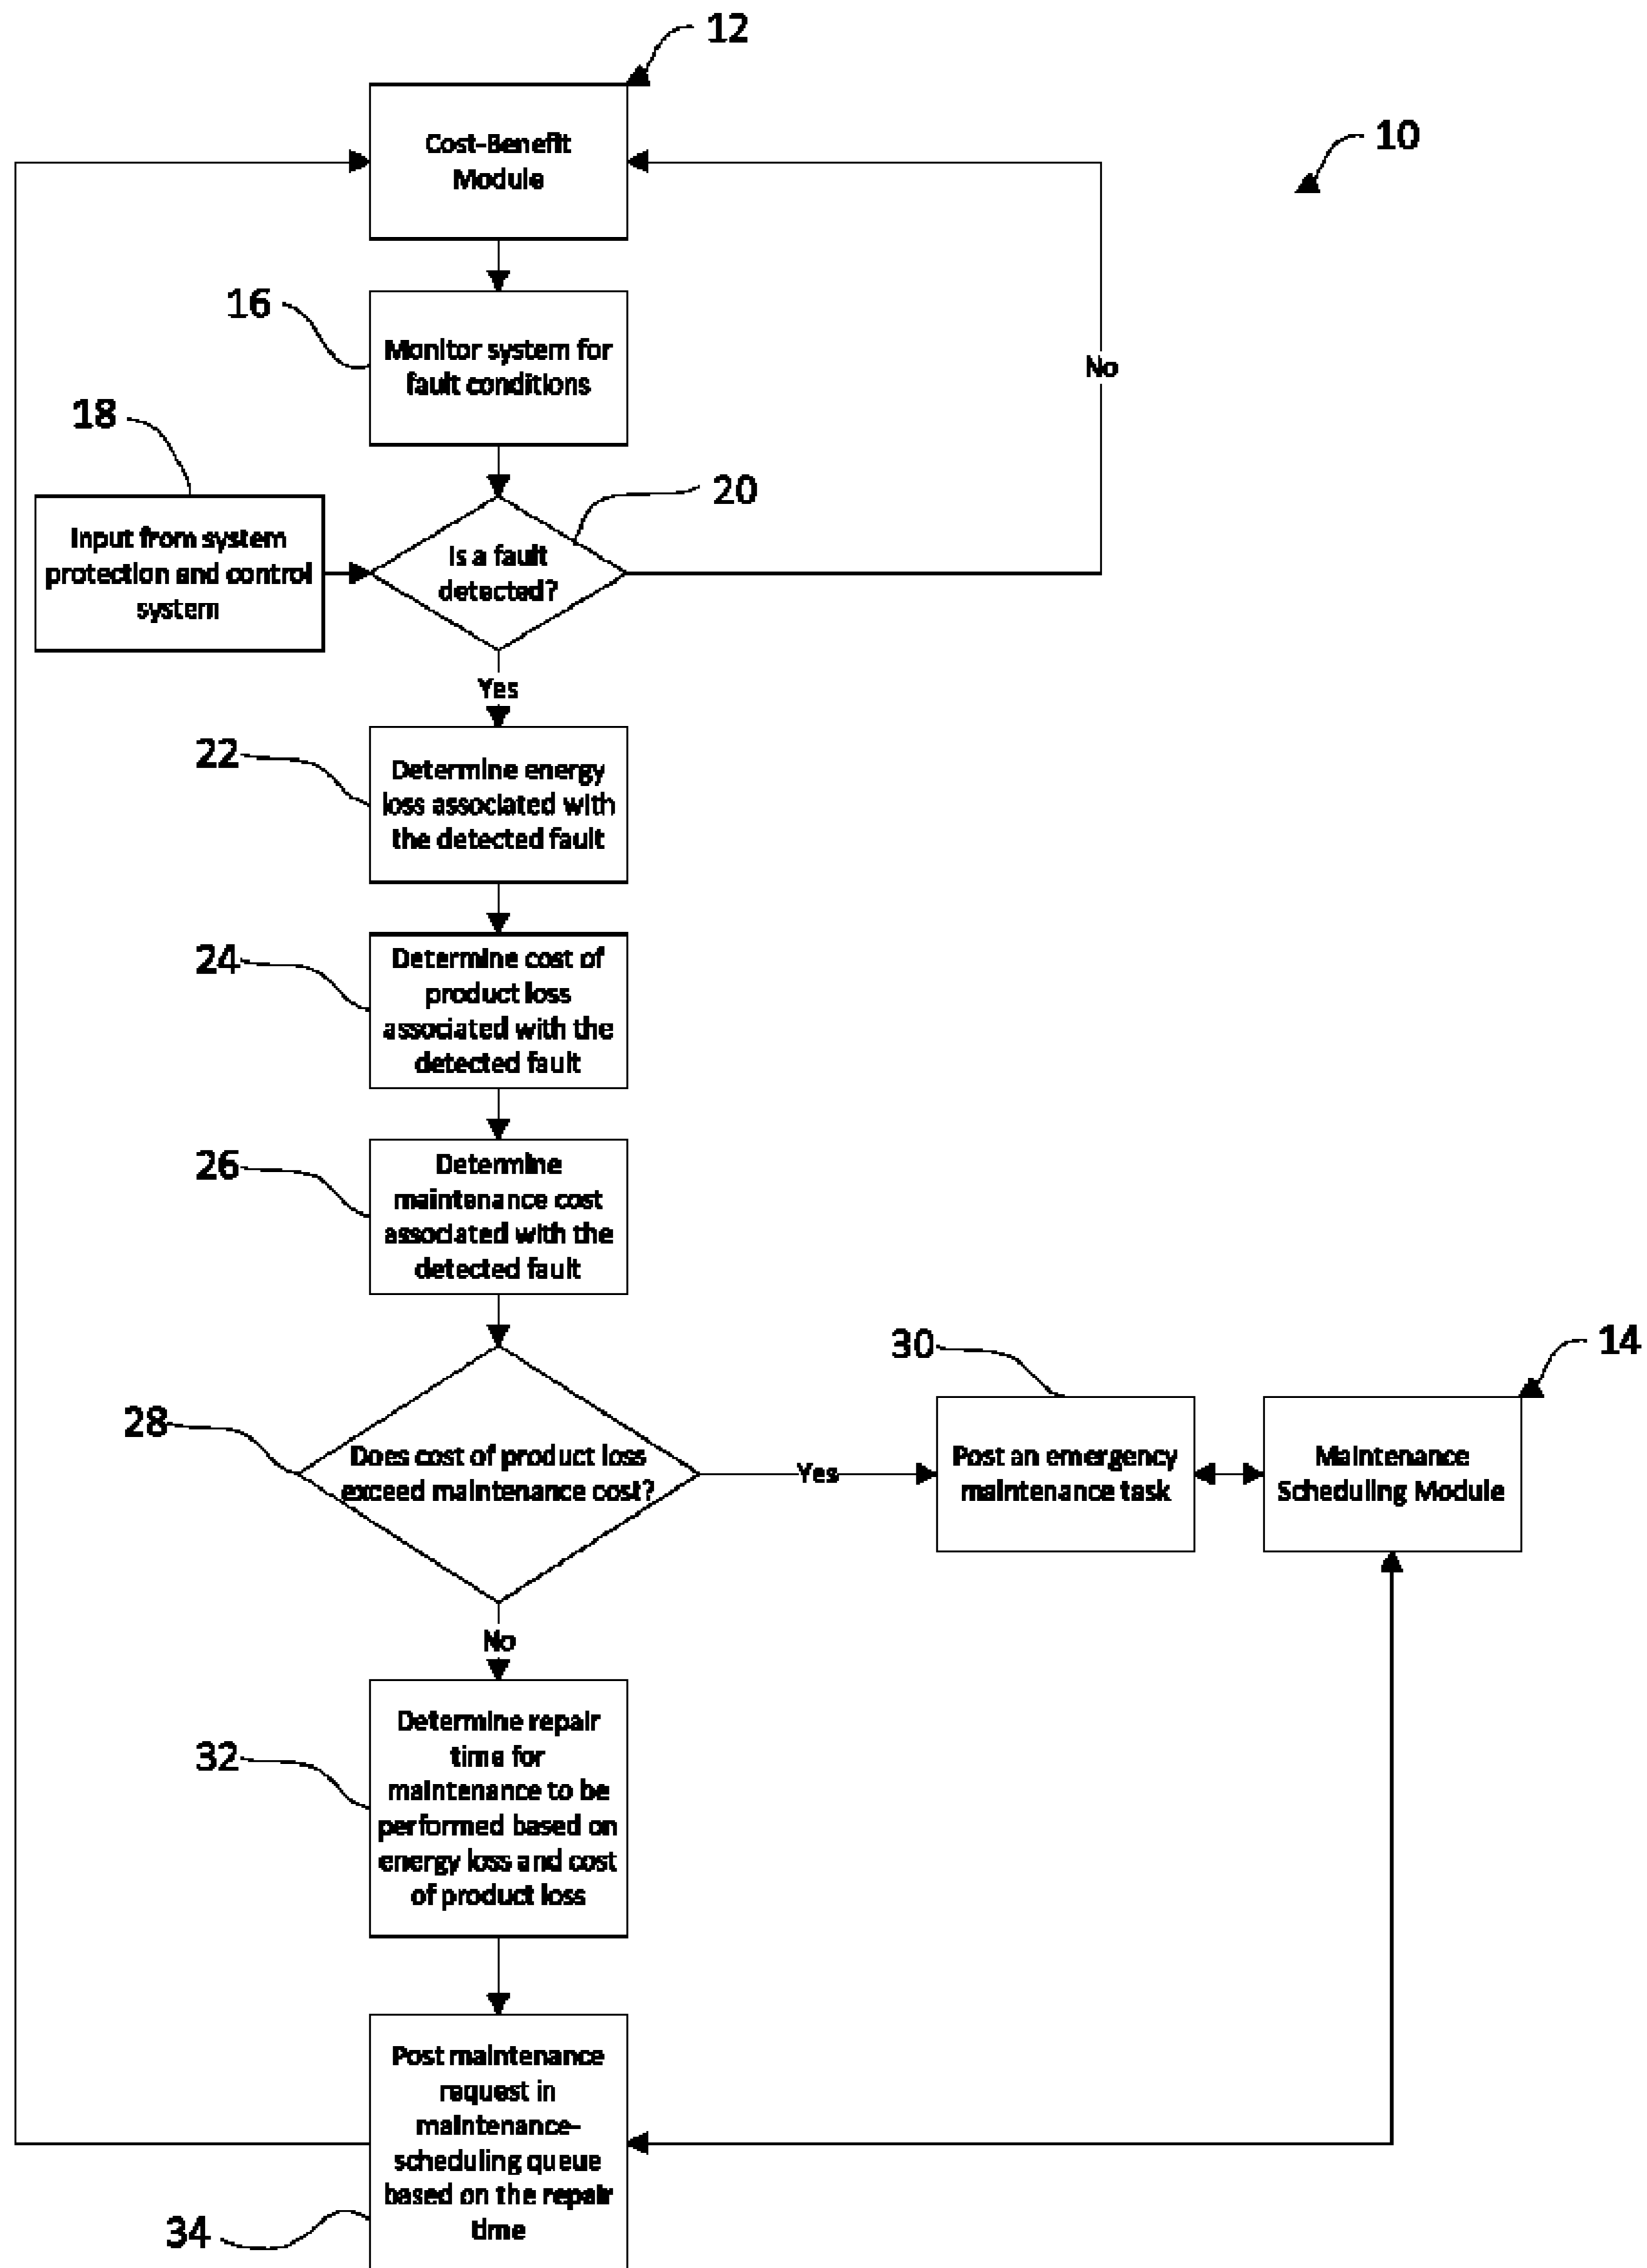 12
Cost-Benefit
Module
10
16
Monitor system for
fault conditions
No
18
Input from system
protection and control
system
20
Is a fault
detected?
Yes
22
Determine energy
loss associated with
the detected fault
24
Determine cost of
product loss
associated with the
detected fault
26
Determine
maintenance cost
associated with the
detected fault
28
Does cost of product loss
exceed maintenance cost?
Yes
30
Post an emergency
maintenance task
14
Maintenance
Scheduling Module
No
32
Determine repair
time for
maintenance to be
performed based on
energy loss and cost
of product loss
34
Post maintenance
request in
maintenance-
scheduling queue
based on the repair
time